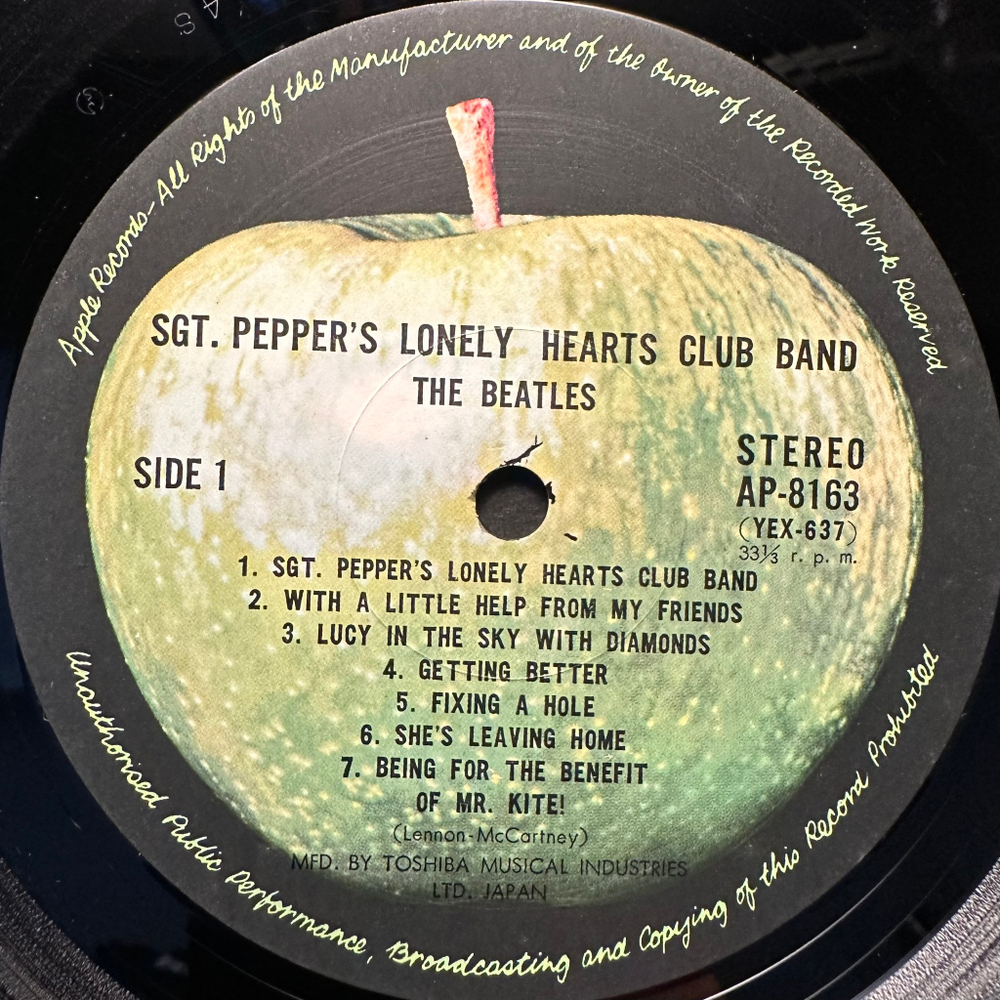 Apple Records-All Rights of the Manufacturer and of the Owner of the Recorded Work Reserved
SGT. PEPPER'S LONELY HEARTS CLUB BAND
THE BEATLES
SIDE 1
STEREO
AP-8163
(YEX-637)
33⅓ r. p. m.
1. SGT. PEPPER'S LONELY HEARTS CLUB BAND
2. WITH A LITTLE HELP FROM MY FRIENDS
3. LUCY IN THE SKY WITH DIAMONDS
4. GETTING BETTER
5. FIXING A HOLE
6. SHE'S LEAVING HOME
7. BEING FOR THE BENEFIT
OF MR. KITE!
(Lennon-McCartney)
MFD. BY TOSHIBA MUSICAL INDUSTRIES
LTD. JAPAN
Unauthorised Public Performance, Broadcasting and Copying of this Record Prohibited